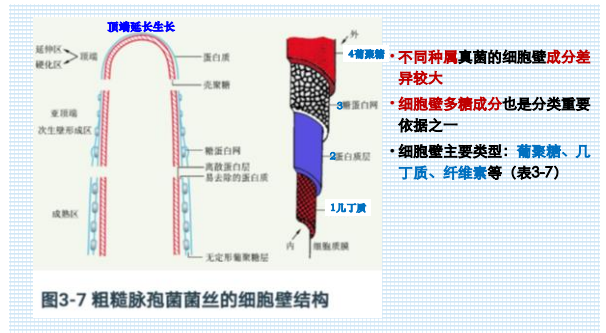 顶端延长生长
延伸区
硬化区
顶端
蛋白质
壳聚糖
亚顶端
次生壁形成区
糖蛋白网
离散蛋白层
易去除的蛋白质
成熟区
无定形葡聚糖层
外
4葡聚糖
3糖蛋白网
2蛋白质层
1几丁质
内
细胞质膜
图3-7 粗糙脉孢菌菌丝的细胞壁结构
• 不同种属真菌的细胞壁成分差
异较大
• 细胞壁多糖成分也是分类重要
依据之一
• 细胞壁主要类型：葡聚糖、几
丁质、纤维素等（表3-7）